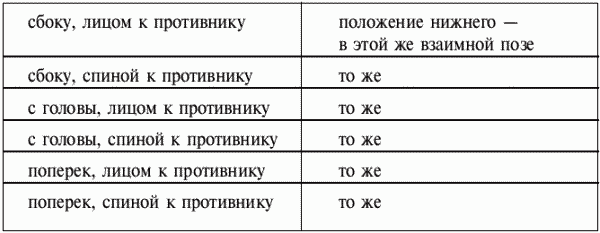 сбоку, лицом к противнику положение нижнего —
в этой же взаимной позе
сбоку, спиной к противнику то же
с головы, лицом к противнику то же
с головы, спиной к противнику то же
поперек, лицом к противнику то же
поперек, спиной к противнику то же